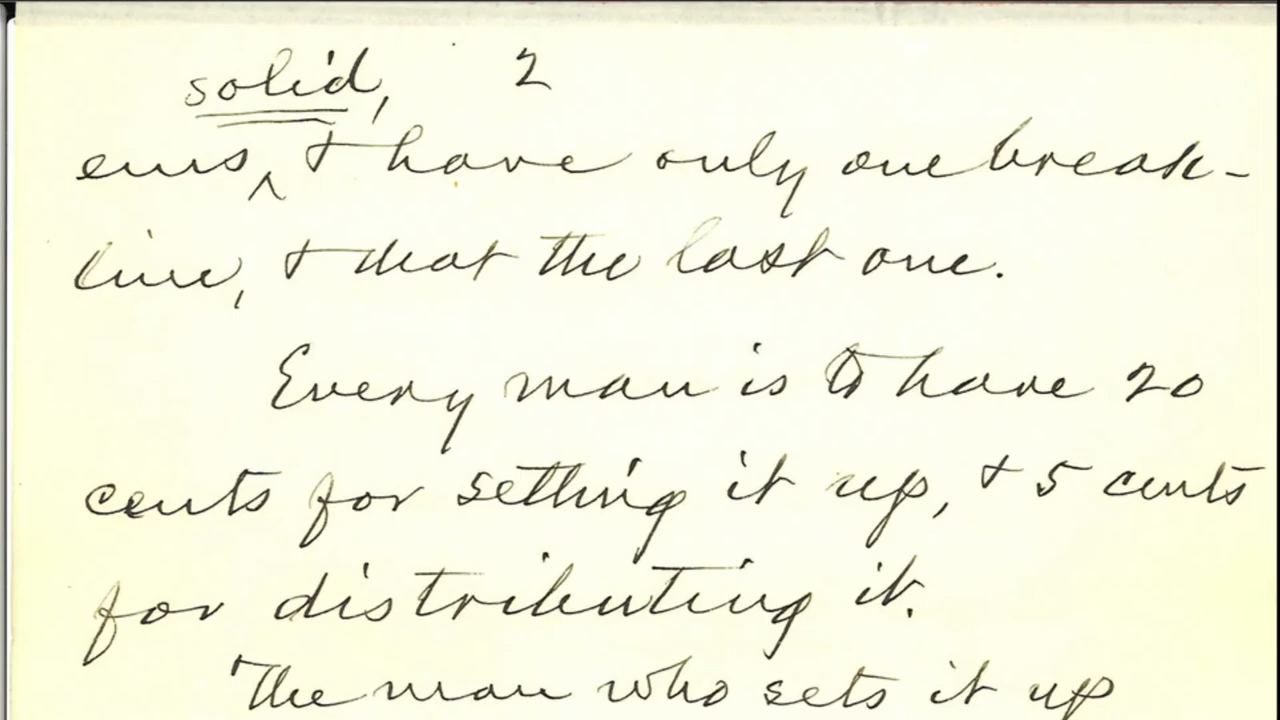 solid, 2
ems ‸ & have only one break-
line, & that the last one.
Every man is to have 20
cents for setting it up, & 5 cents
for distributing it.
The man who sets it up